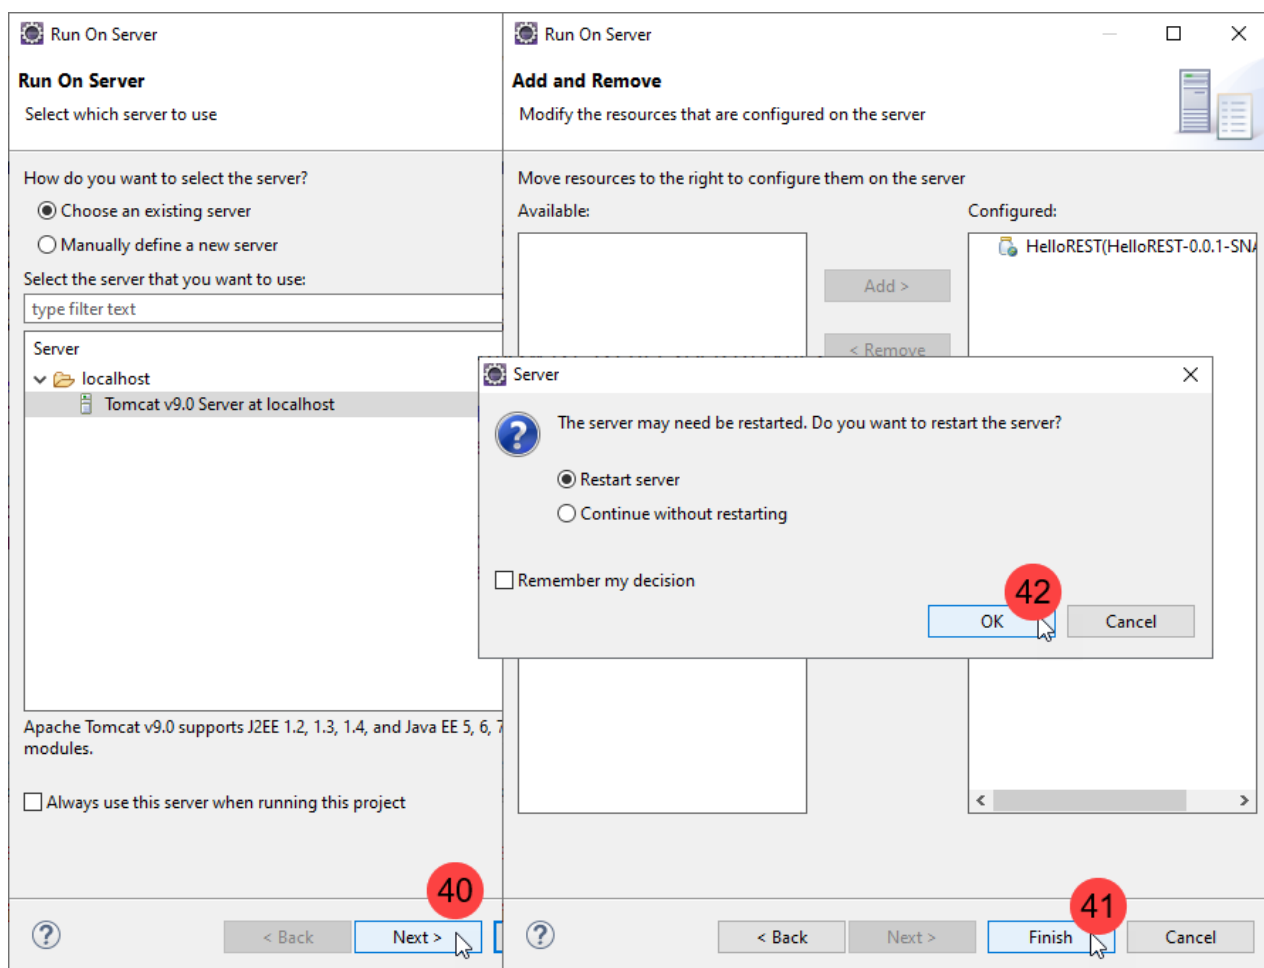 Run On Server
Run On Server
Select which server to use
How do you want to select the server?
Choose an existing server
Manually define a new server
Select the server that you want to use:
type filter text
Server
localhost
Tomcat v9.0 Server at localhost
Apache Tomcat v9.0 supports J2EE 1.2, 1.3, 1.4, and Java EE 5, 6, 7
modules.
Always use this server when running this project
40
< Back
Next >
Run On Server
Add and Remove
Modify the resources that are configured on the server
Move resources to the right to configure them on the server
Available:
Configured:
HelloREST(HelloREST-0.0.1-SNA
Add >
< Remove
Server
The server may need be restarted. Do you want to restart the server?
Restart server
Continue without restarting
Remember my decision
42
OK
Cancel
41
< Back
Next >
Finish
Cancel